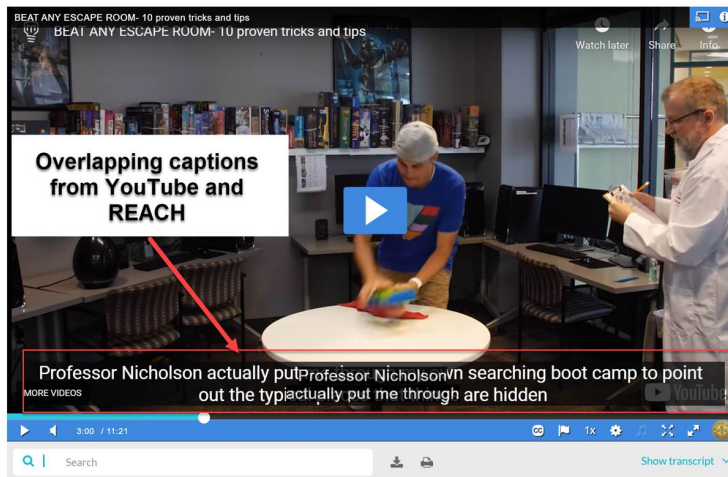 BEAT ANY ESCAPE ROOM- 10 proven tricks and tips
BEAT ANY ESCAPE ROOM- 10 proven tricks and tips
Watch later
Share
Info
Overlapping captions
from YouTube and
REACH
Professor Nicholson actually put own searching boot camp to point
Professor Nicholson
out the typic are hidden
actually put me through
MORE VIDEOS
YouTube
3:00 / 11:21
CC
1x
Search
Show transcript